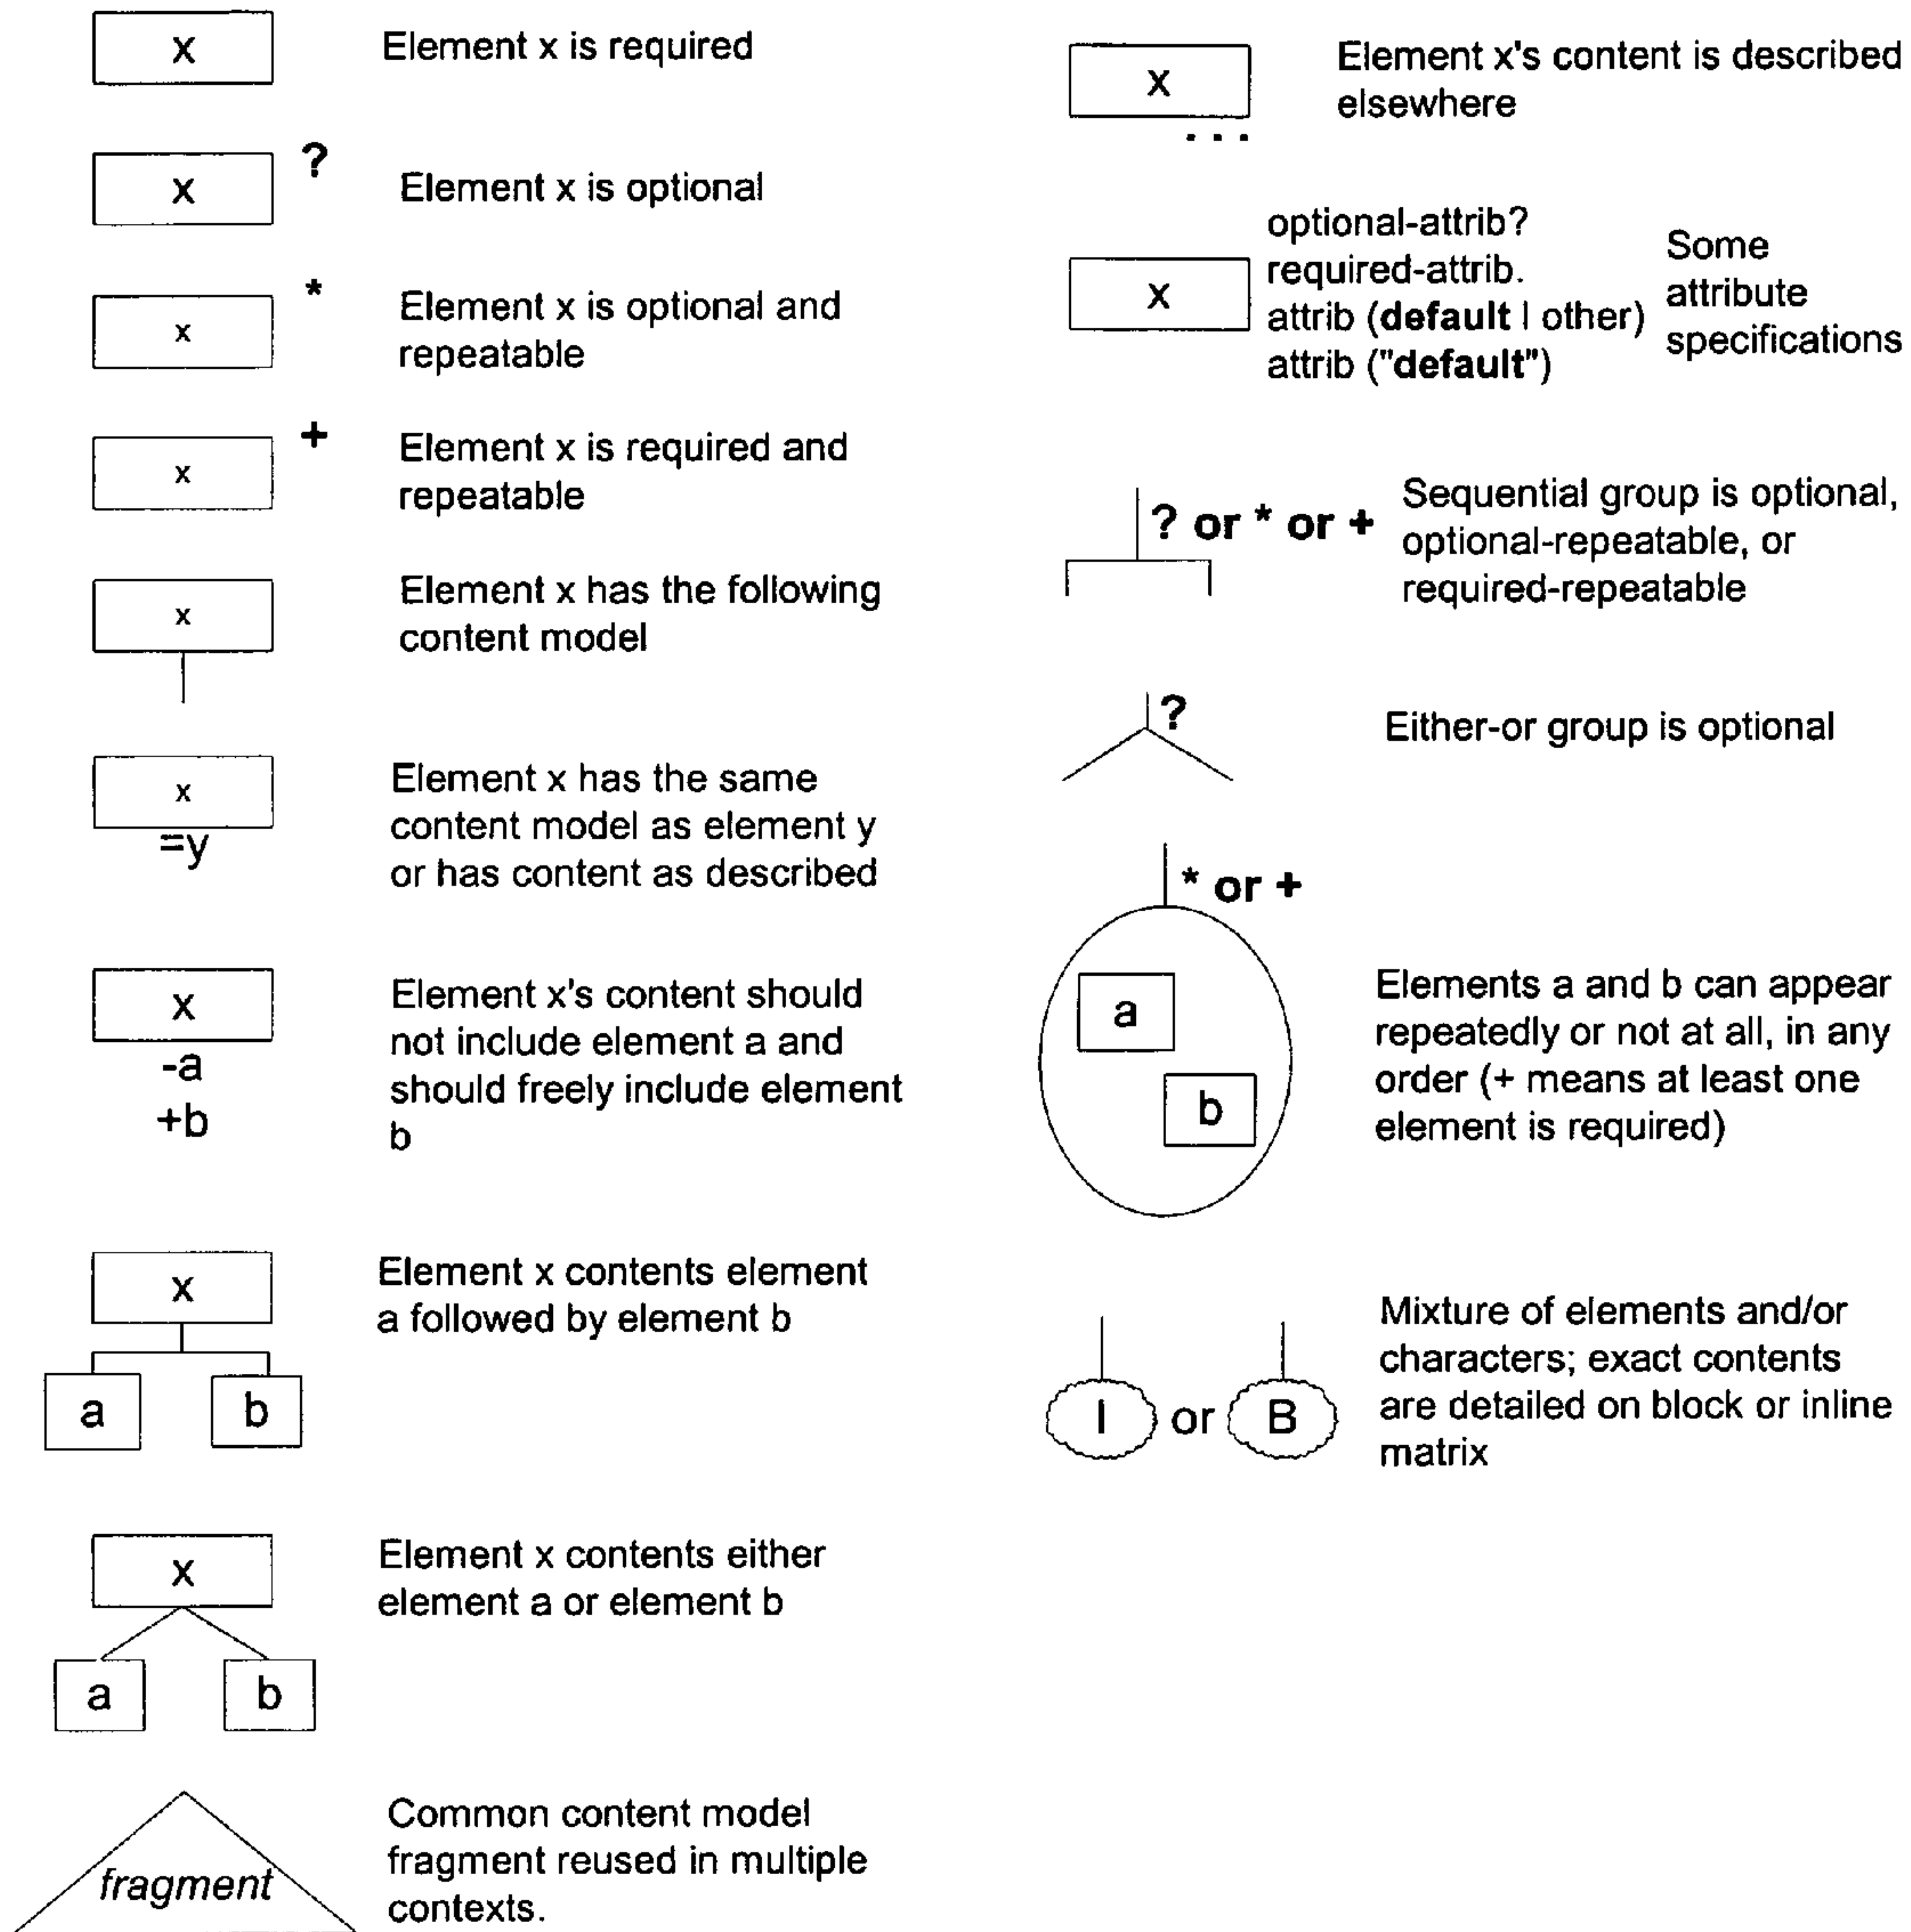 x
Element x is required
x
?
Element x is optional
x
*
Element x is optional and
repeatable
x
+
Element x is required and
repeatable
x
Element x has the following
content model
x
=y
Element x has the same
content model as element y
or has content as described
x
-a
+b
Element x's content should
not include element a and
should freely include element
b
x
a
b
Element x contents element
a followed by element b
x
a
b
Element x contents either
element a or element b
fragment
Common content model
fragment reused in multiple
contexts.
x
...
Element x's content is described
elsewhere
x
optional-attrib?
required-attrib.
attrib (default | other)
attrib ("default")
Some
attribute
specifications
? or * or +
Sequential group is optional,
optional-repeatable, or
required-repeatable
?
Either-or group is optional
* or +
a
b
Elements a and b can appear
repeatedly or not at all, in any
order (+ means at least one
element is required)
I or B
Mixture of elements and/or
characters; exact contents
are detailed on block or inline
matrix